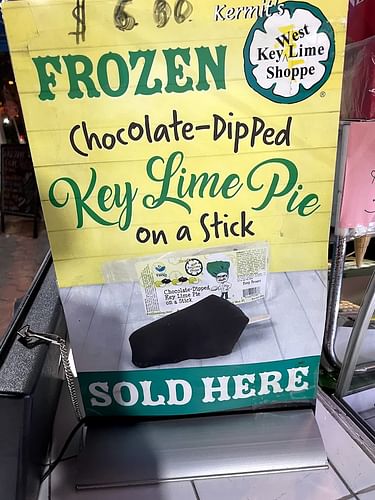 $ 6.00
Kermit's
West
Key Lime
Shoppe
®
FROZEN
Chocolate-Dipped
Key Lime Pie
on a Stick
Chocolate-Dipped
Key Lime Pie
on a Stick
SOLD HERE